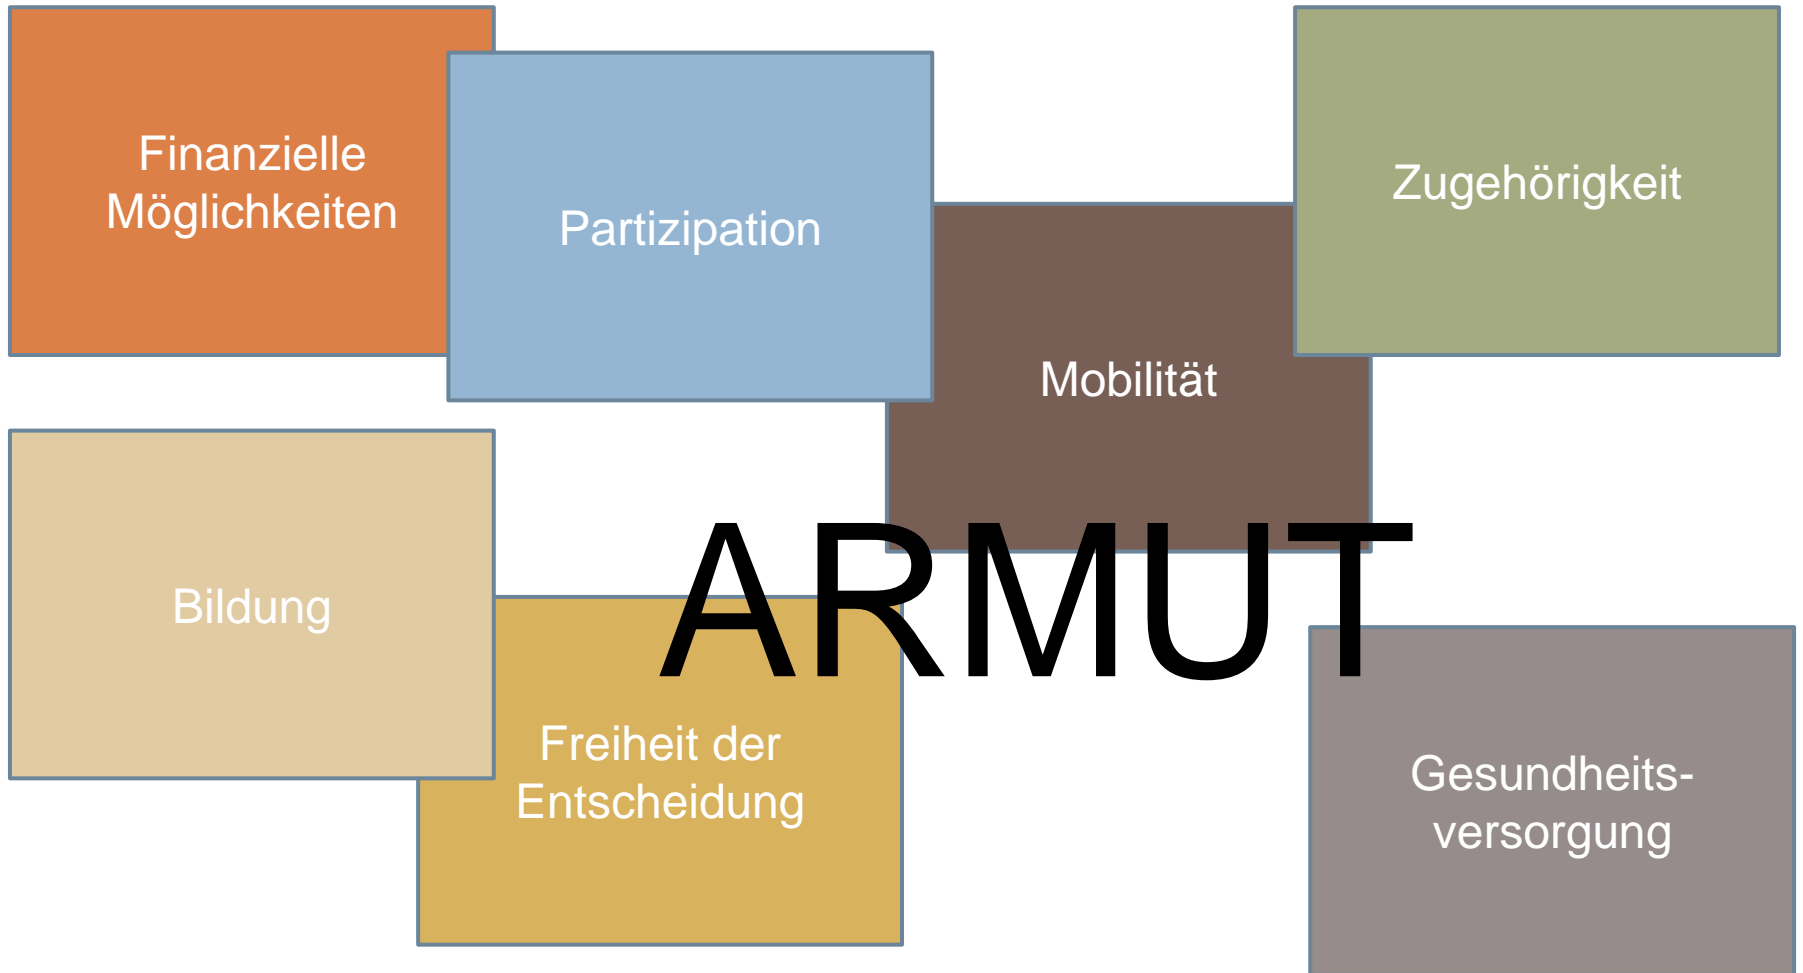 Finanzielle
Möglichkeiten
Partizipation
Zugehörigkeit
Mobilität
ARMUT
Bildung
Freiheit der
Entscheidung
Gesundheits-
versorgung